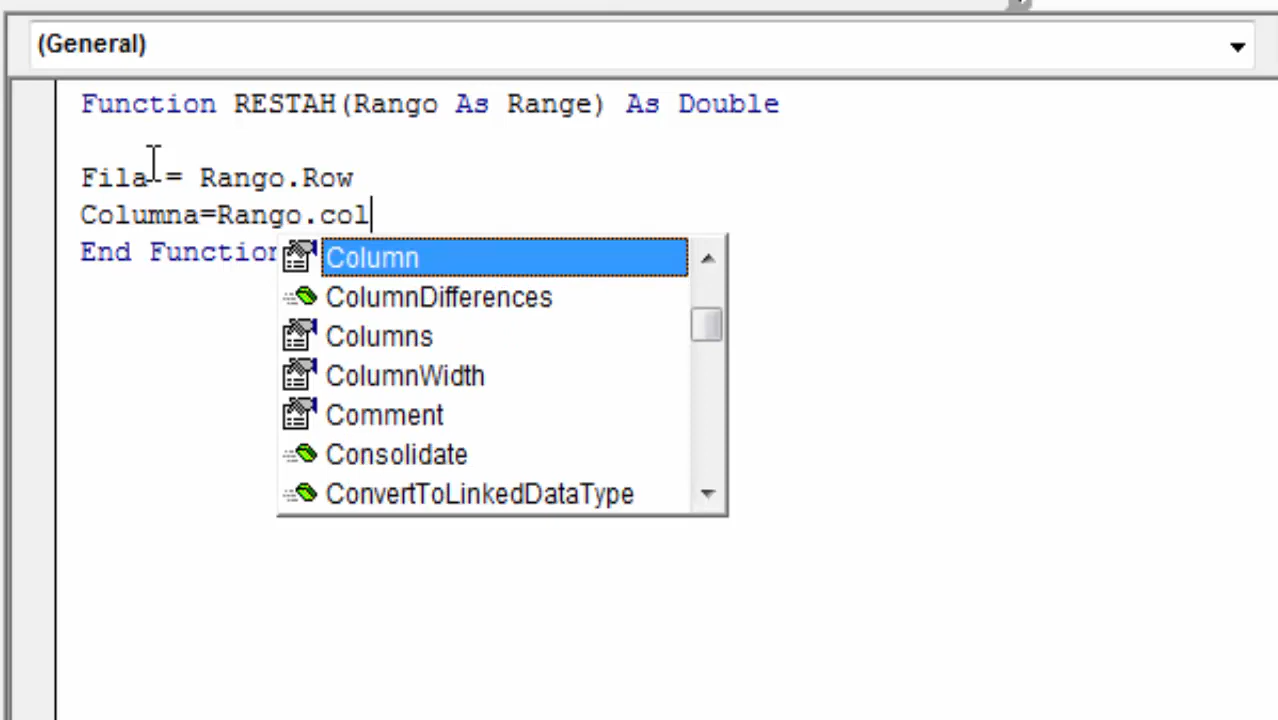 (General)
Function RESTAH(Rango As Range) As Double
Fila = Rango.Row
Columna=Rango.col
End Function
Column
ColumnDifferences
Columns
ColumnWidth
Comment
Consolidate
ConvertToLinkedDataType